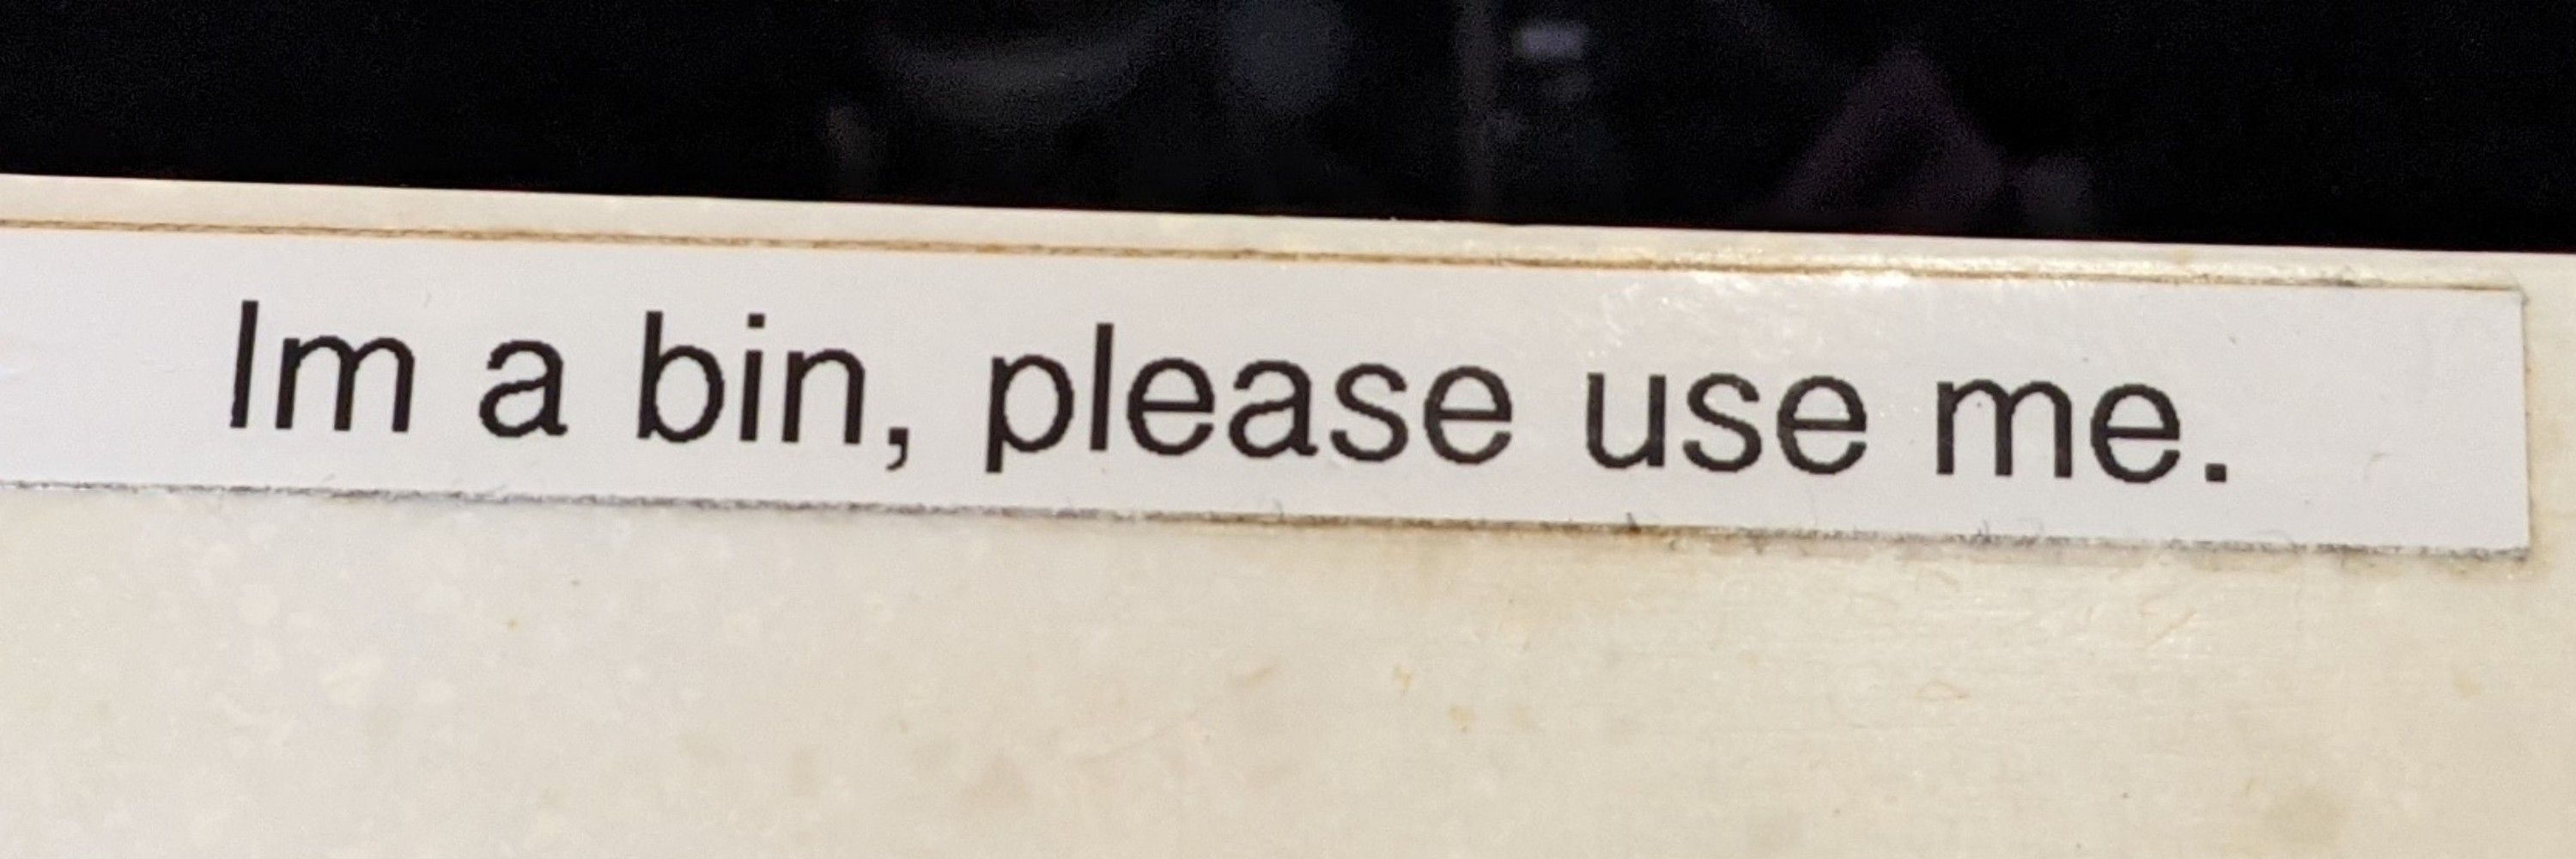 Im a bin, please use me.